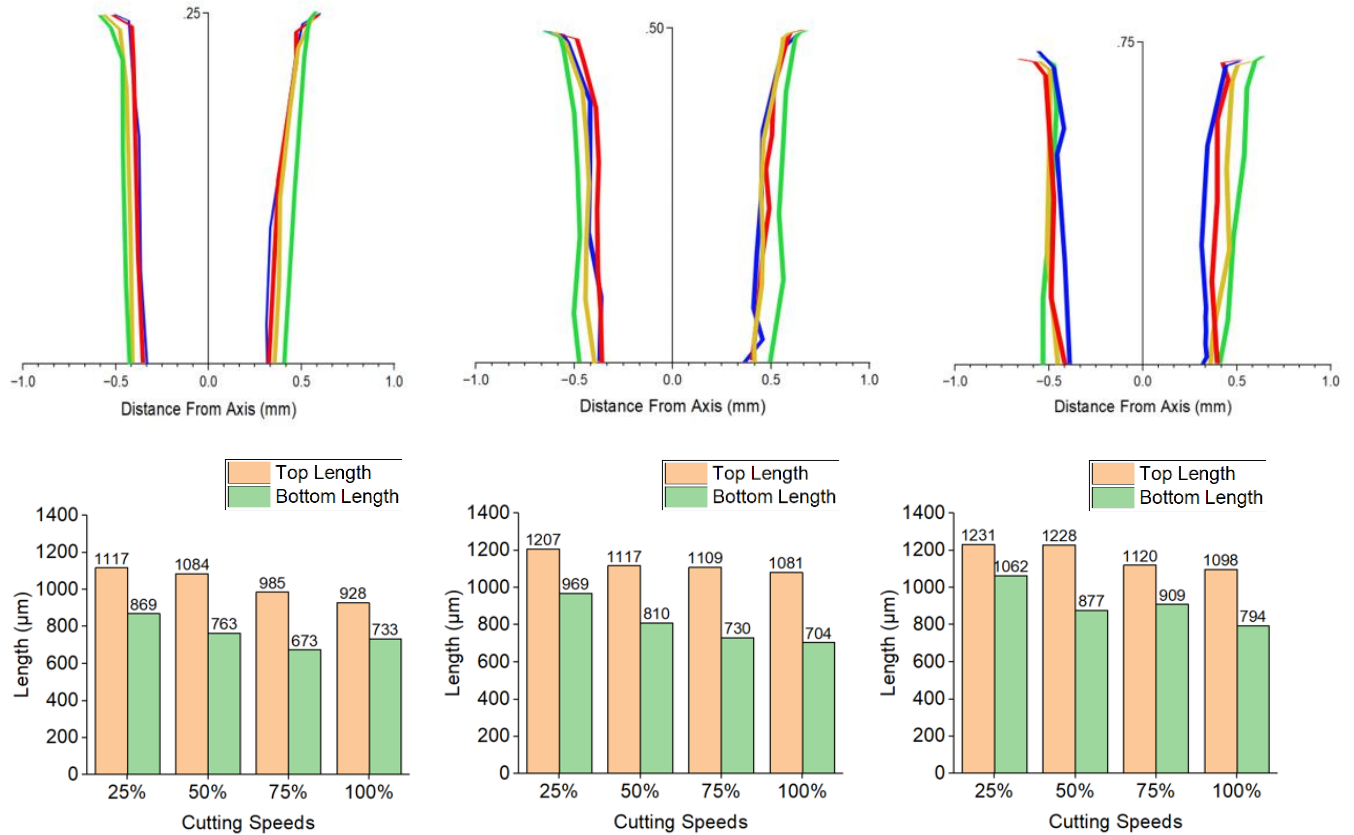 .25
−1.0 −0.5 0.0 0.5 1.0
Distance From Axis (mm)
.50
−1.0 −0.5 0.0 0.5 1.0
Distance From Axis (mm)
.75
−1.0 −0.5 0.0 0.5 1.0
Distance From Axis (mm)
Top Length
Bottom Length
Length (µm)
1400
1200
1000
800
600
400
200
0
1117 869 1084 763 985 673 928 733
25% 50% 75% 100%
Cutting Speeds
Top Length
Bottom Length
Length (µm)
1400
1200
1000
800
600
400
200
0
1207 969 1117 810 1109 730 1081 704
25% 50% 75% 100%
Cutting Speeds
Top Length
Bottom Length
Length (µm)
1400
1200
1000
800
600
400
200
0
1231 1062 1228 877 1120 909 1098 794
25% 50% 75% 100%
Cutting Speeds